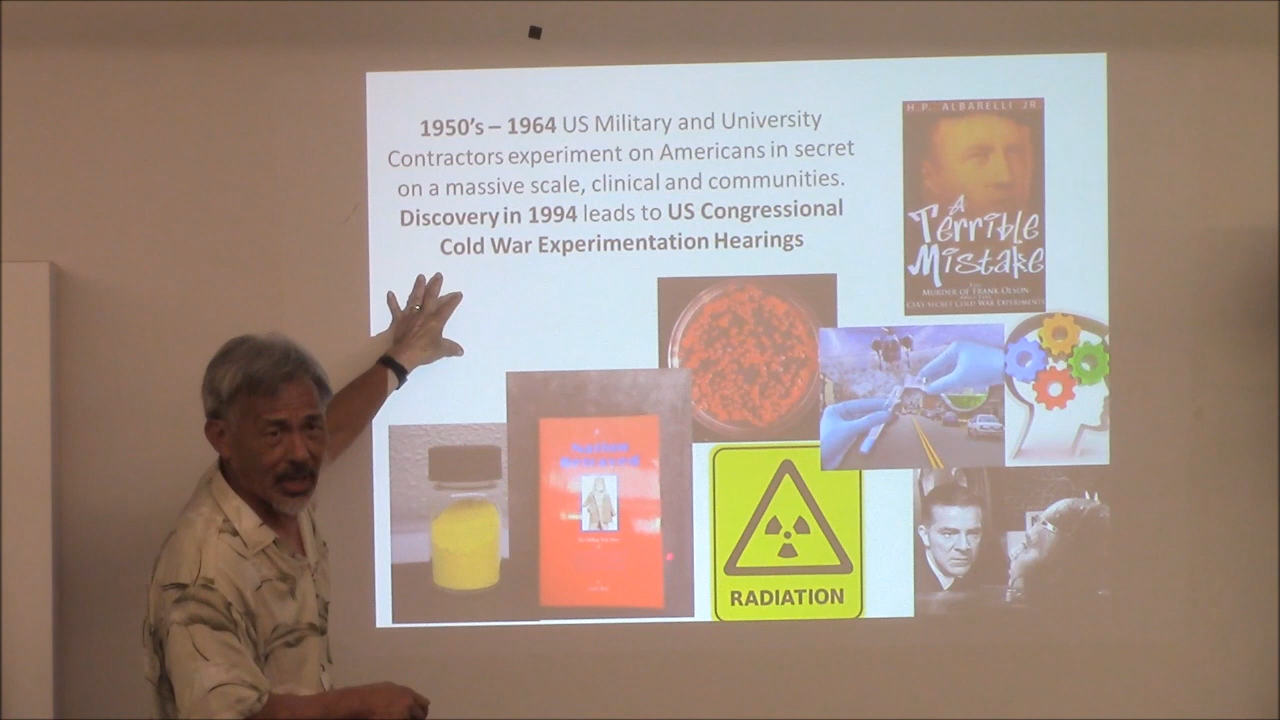 1950's – 1964 US Military and University
Contractors experiment on Americans in secret
on a massive scale, clinical and communities.
Discovery in 1994 leads to US Congressional
Cold War Experimentation Hearings
H.P. ALBARELLI JR.
A
Terrible
Mistake
THE
MURDER OF FRANK OLSON
AND THE
CIA'S SECRET COLD WAR EXPERIMENTS
RADIATION